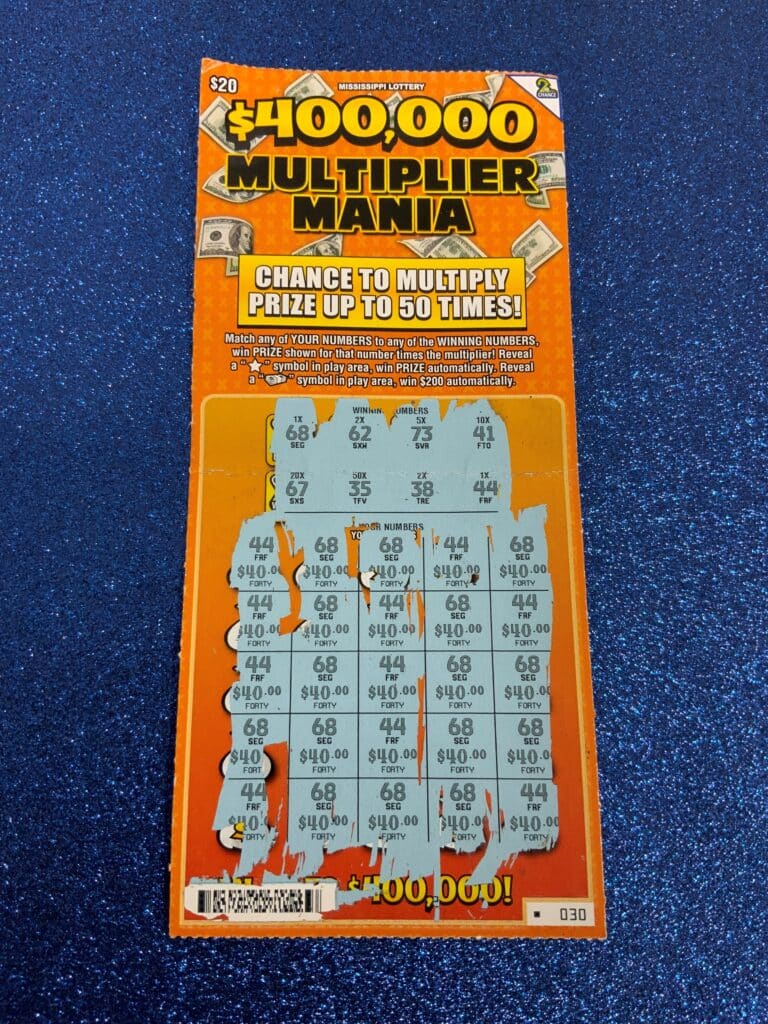 $20
MISSISSIPPI LOTTERY
2ND CHANCE
$400,000
MULTIPLIER
MANIA
CHANCE TO MULTIPLY
PRIZE UP TO 50 TIMES!
Match any of YOUR NUMBERS to any of the WINNING NUMBERS,
win PRIZE shown for that number times the multiplier! Reveal
a "★" symbol in play area, win PRIZE automatically. Reveal
a " " symbol in play area, win $200 automatically.
1X 2X 5X 10X
68 62 73 41
SEG SXW SVR FTO
20X 50X 2X 1X
67 35 38 44
SXS TFV TRE FRF
YOUR NUMBERS
44 68 68 44 68
FRF SEG SEG FRF SEG
$40.00 $40.00 $40.00 $40.00 $40.00
FORTY FORTY FORTY FORTY FORTY
44 68 44 68 44
FRF SEG FRF SEG FRF
$40.00 $40.00 $40.00 $40.00 $40.00
FORTY FORTY FORTY FORTY FORTY
44 68 44 68 68
FRF SEG FRF SEG SEG
$40.00 $40.00 $40.00 $40.00 $40.00
FORTY FORTY FORTY FORTY FORTY
68 68 44 68 68
SEG SEG FRF SEG SEG
$40 $40.00 $40.00 $40.00 $40.00
FORT FORTY FORTY FORTY FORTY
44 68 68 68 44
FRF SEG SEG SEG FRF
$40.0 $40.00 $40.00 $40.00 $40.00
FORTY FORTY FORTY FORTY FORTY
$400,000!
030